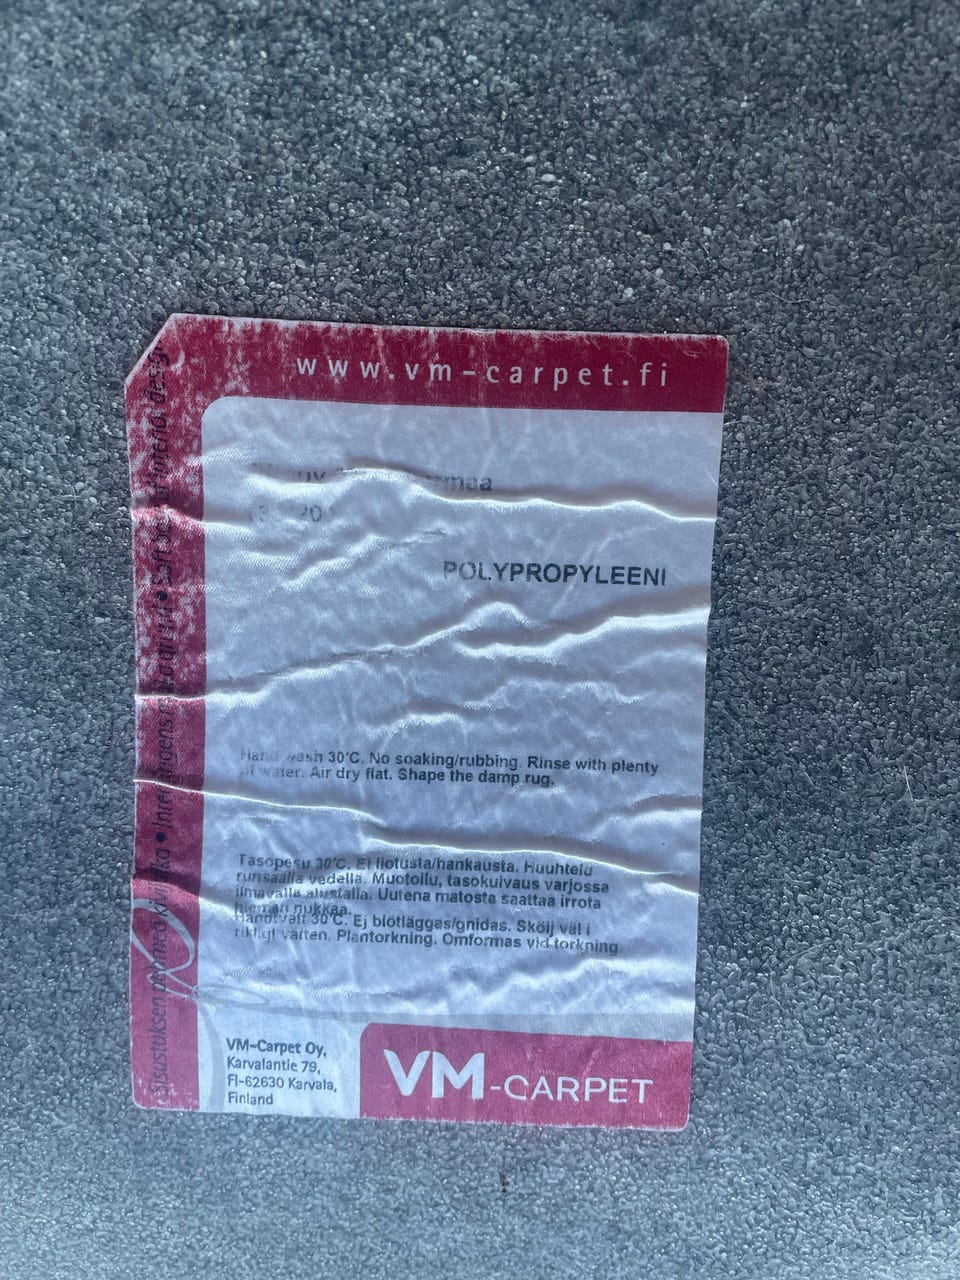 www.vm-carpet.fi
POLYPROPYLEENI
Hand wash 30°C. No soaking/rubbing. Rinse with plenty
of water. Air dry flat. Shape the damp rug.
Tasopesu 30°C. Ei liotusta/hankausta. Huuhtelu
runsaalla vedellä. Muotoilu, tasokuivaus varjossa
ilmavalla alustalla. Uutena matosta saattaa irrota
hieman nukkaa.
Handtvätt 30°C. Ej blötläggas/gnidas. Skölj väl i
rikligt vatten. Plantorkning. Omformas vid torkning.
VM-Carpet Oy,
Karvalantie 79,
FI-62630 Karvala,
Finland
VM-CARPET
Sisustuksen pehmeä